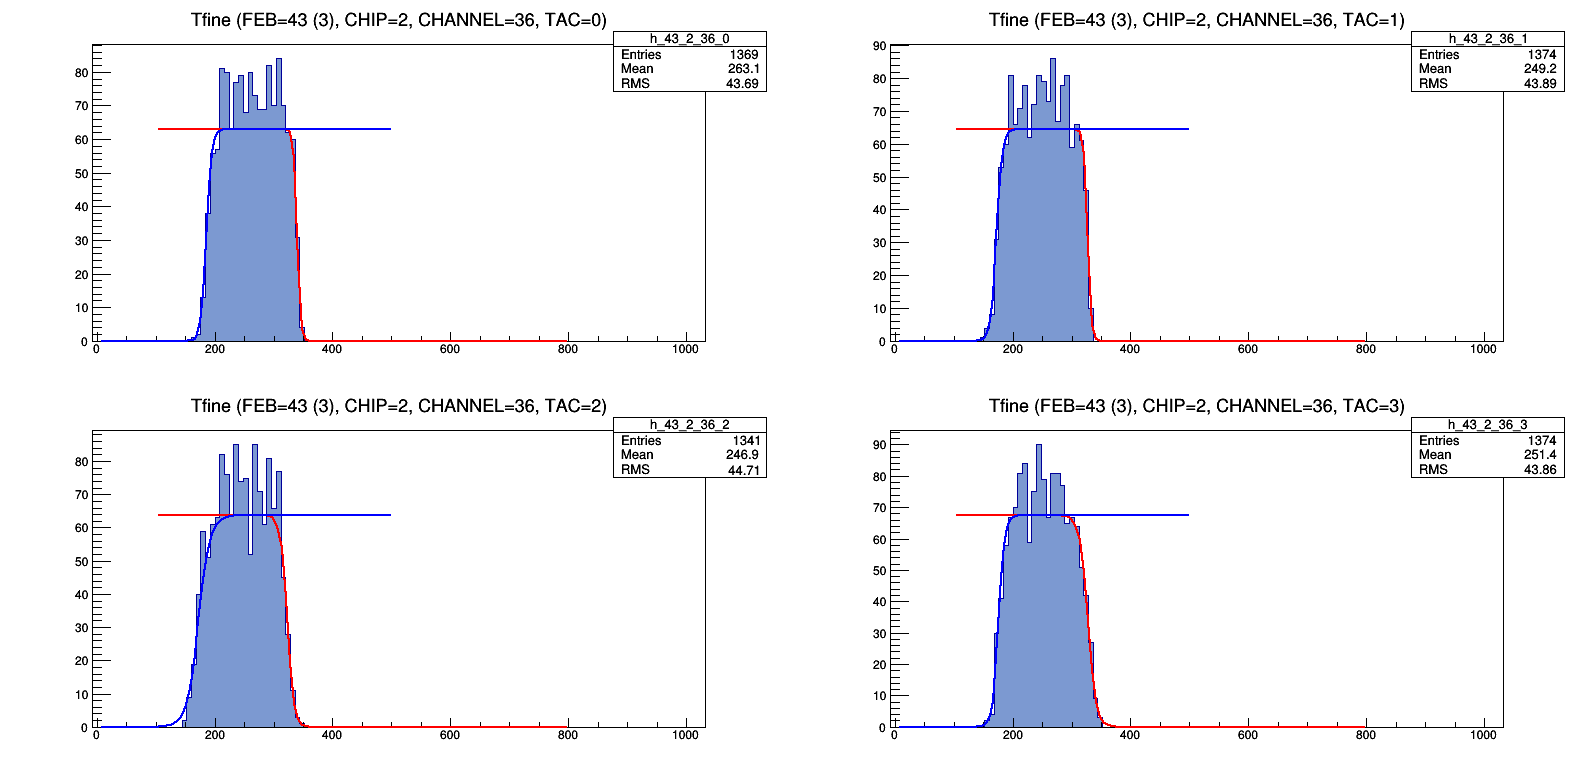 Tfine (FEB=43 (3), CHIP=2, CHANNEL=36, TAC=0)
h_43_2_36_0
Entries 1369
Mean 263.1
RMS 43.69
80
70
60
50
40
30
20
10
0
0 200 400 600 800 1000
Tfine (FEB=43 (3), CHIP=2, CHANNEL=36, TAC=1)
h_43_2_36_1
Entries 1374
Mean 249.2
RMS 43.89
90
80
70
60
50
40
30
20
10
0
0 200 400 600 800 1000
Tfine (FEB=43 (3), CHIP=2, CHANNEL=36, TAC=2)
h_43_2_36_2
Entries 1341
Mean 246.9
RMS 44.71
80
70
60
50
40
30
20
10
0
0 200 400 600 800 1000
Tfine (FEB=43 (3), CHIP=2, CHANNEL=36, TAC=3)
h_43_2_36_3
Entries 1374
Mean 251.4
RMS 43.86
90
80
70
60
50
40
30
20
10
0
0 200 400 600 800 1000